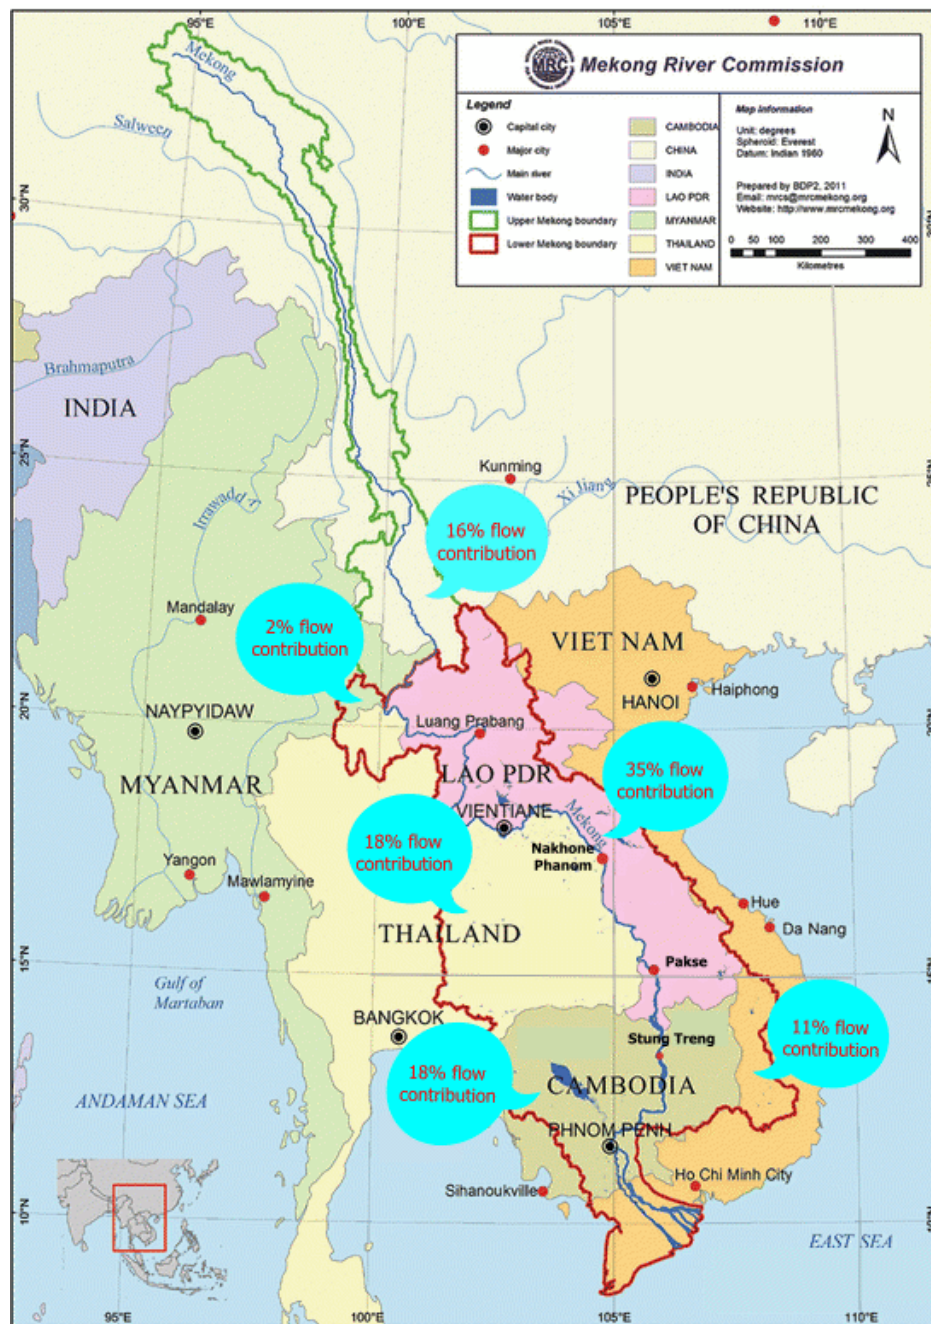 95°E
100°E
105°E
110°E
MRC
Mekong River Commission
Legend
Capital city
Major city
Main river
Water body
Upper Mekong boundary
Lower Mekong boundary
CAMBODIA
CHINA
INDIA
LAO PDR
MYANMAR
THAILAND
VIET NAM
Map Information
Unit: degrees
Spheroid: Everest
Datum: Indian 1960
Prepared by BDP2, 2011
Email: mrcs@mrcmekong.org
Website: http://www.mrcmekong.org
N
0 50 100 200 300 400
Kilometres
Mekong
Salween
30°N
Brahmaputra
INDIA
25°N
Kunming
Xi Jiang
Irrawadd
PEOPLE'S REPUBLIC
OF CHINA
16% flow
contribution
Mandalay
2% flow
contribution
VIET NAM
HANOI
Haiphong
20°N
NAYPYIDAW
Luang Prabang
MYANMAR
LAO PDR
35% flow
contribution
VIENTIANE
Mekong
18% flow
contribution
Nakhone
Phanom
Yangon
Mawlamyine
Hue
Da Nang
THAILAND
15°N
Pakse
Gulf of
Martaban
BANGKOK
Stung Treng
11% flow
contribution
18% flow
contribution
CAMBODIA
ANDAMAN SEA
PHNOM PENH
Ho Chi Minh City
Sihanoukville
10°N
EAST SEA
95°E
100°E
105°E
110°E